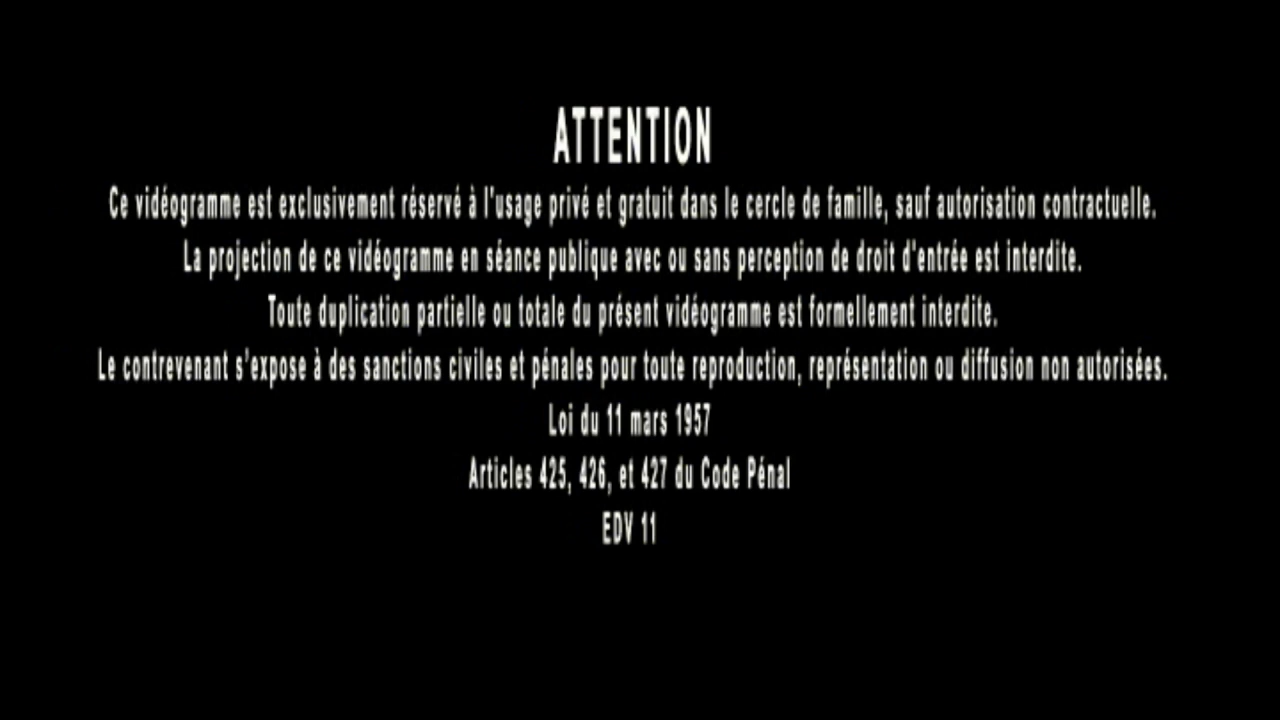 ATTENTION
Ce vidéogramme est exclusivement réservé à l'usage privé et gratuit dans le cercle de famille, sauf autorisation contractuelle.
La projection de ce vidéogramme en séance publique avec ou sans perception de droit d'entrée est interdite.
Toute duplication partielle ou totale du présent vidéogramme est formellement interdite.
Le contrevenant s'expose à des sanctions civiles et pénales pour toute reproduction, représentation ou diffusion non autorisées.
Loi du 11 mars 1957
Articles 425, 426, et 427 du Code Pénal
EDV 11